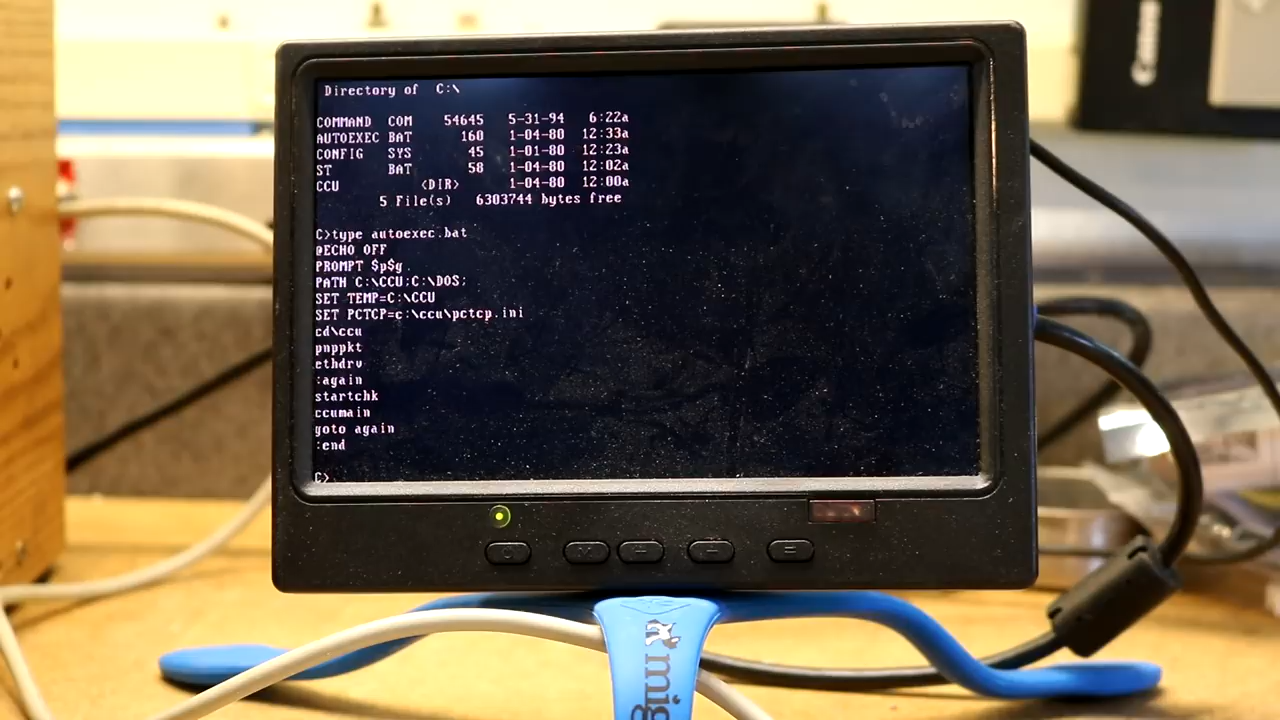 Directory of  C:\
COMMAND  COM    54645   5-31-94   6:22a
AUTOEXEC BAT      160   1-04-80  12:33a
CONFIG   SYS       45   1-01-80  12:23a
ST       BAT       58   1-04-80  12:02a
CCU          <DIR>      1-04-80  12:00a
5 File(s)   6303744 bytes free
C>type autoexec.bat
@ECHO OFF
PROMPT $p$g
PATH C:\CCU;C:\DOS;
SET TEMP=C:\CCU
SET PCTCP=c:\ccu\pctcp.ini
cd\ccu
pnppkt
ethdrv
:again
startchk
ccumain
goto again
:end
C>
Canon
mig